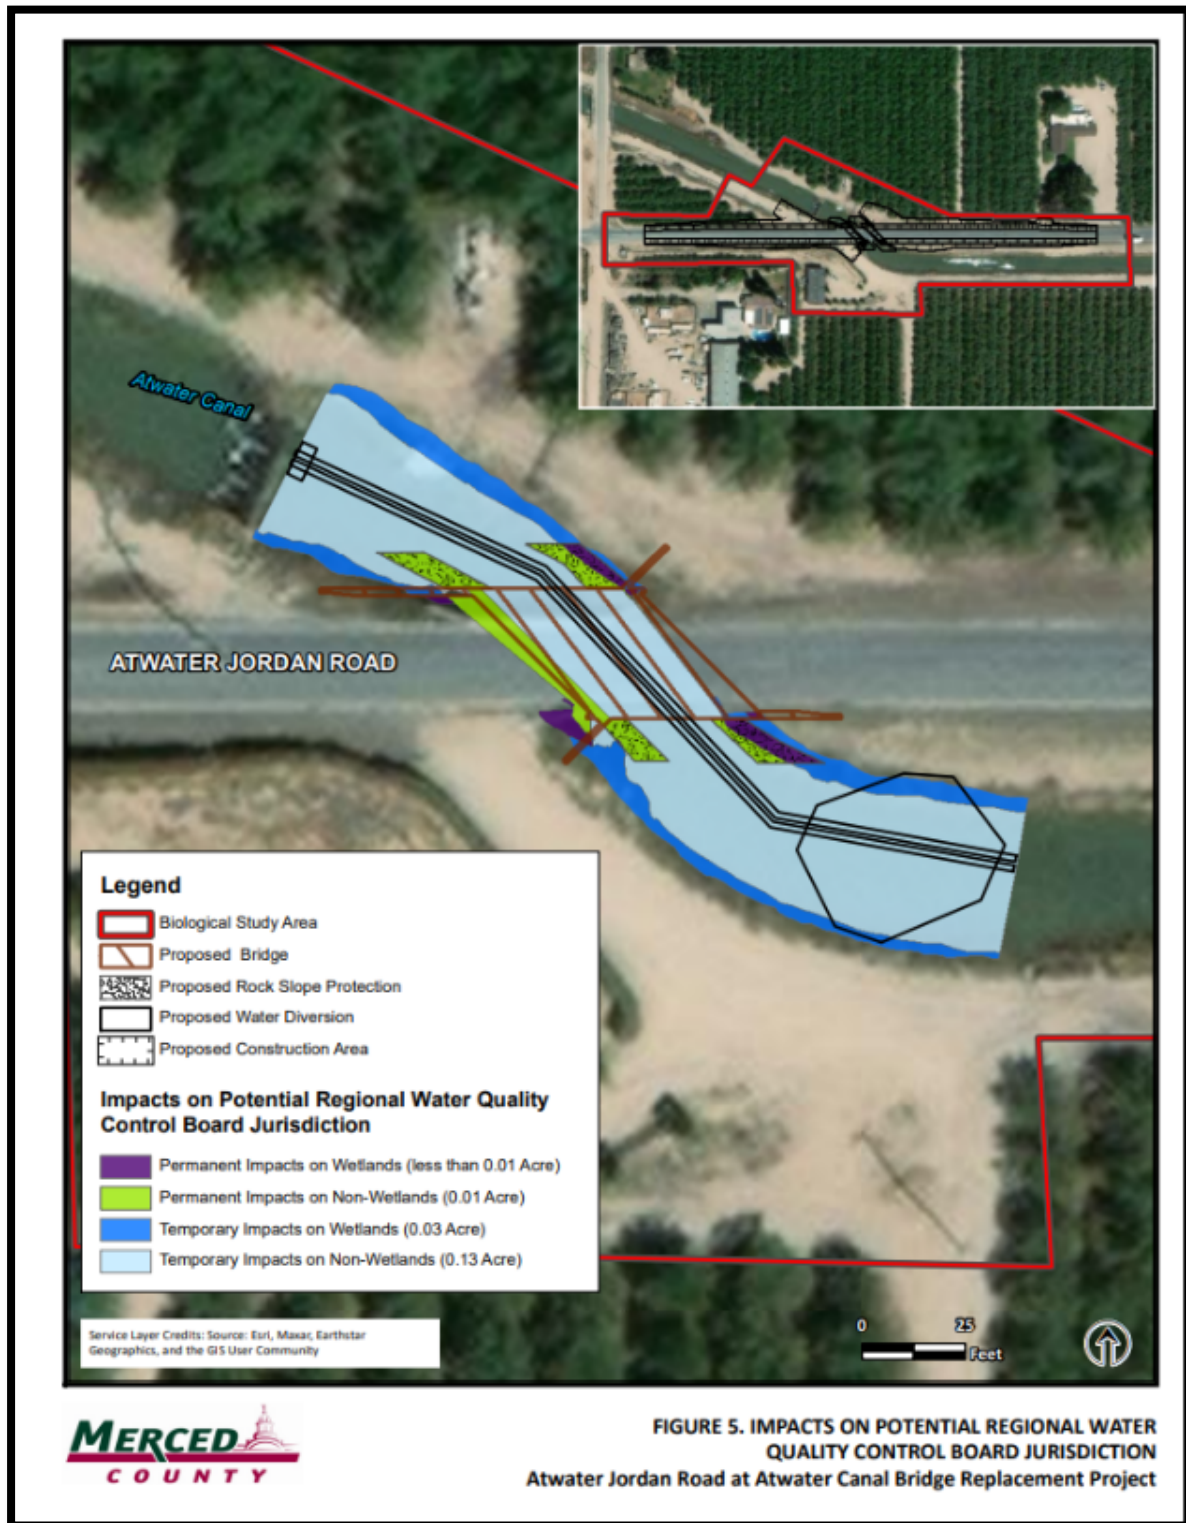 Atwater Canal
ATWATER JORDAN ROAD
Legend
Biological Study Area
Proposed Bridge
Proposed Rock Slope Protection
Proposed Water Diversion
Proposed Construction Area
Impacts on Potential Regional Water Quality
Control Board Jurisdiction
Permanent Impacts on Wetlands (less than 0.01 Acre)
Permanent Impacts on Non-Wetlands (0.01 Acre)
Temporary Impacts on Wetlands (0.03 Acre)
Temporary Impacts on Non-Wetlands (0.13 Acre)
Service Layer Credits: Source: Esri, Maxar, Earthstar
Geographics, and the GIS User Community
0 25
Feet
MERCED
COUNTY
FIGURE 5. IMPACTS ON POTENTIAL REGIONAL WATER
QUALITY CONTROL BOARD JURISDICTION
Atwater Jordan Road at Atwater Canal Bridge Replacement Project